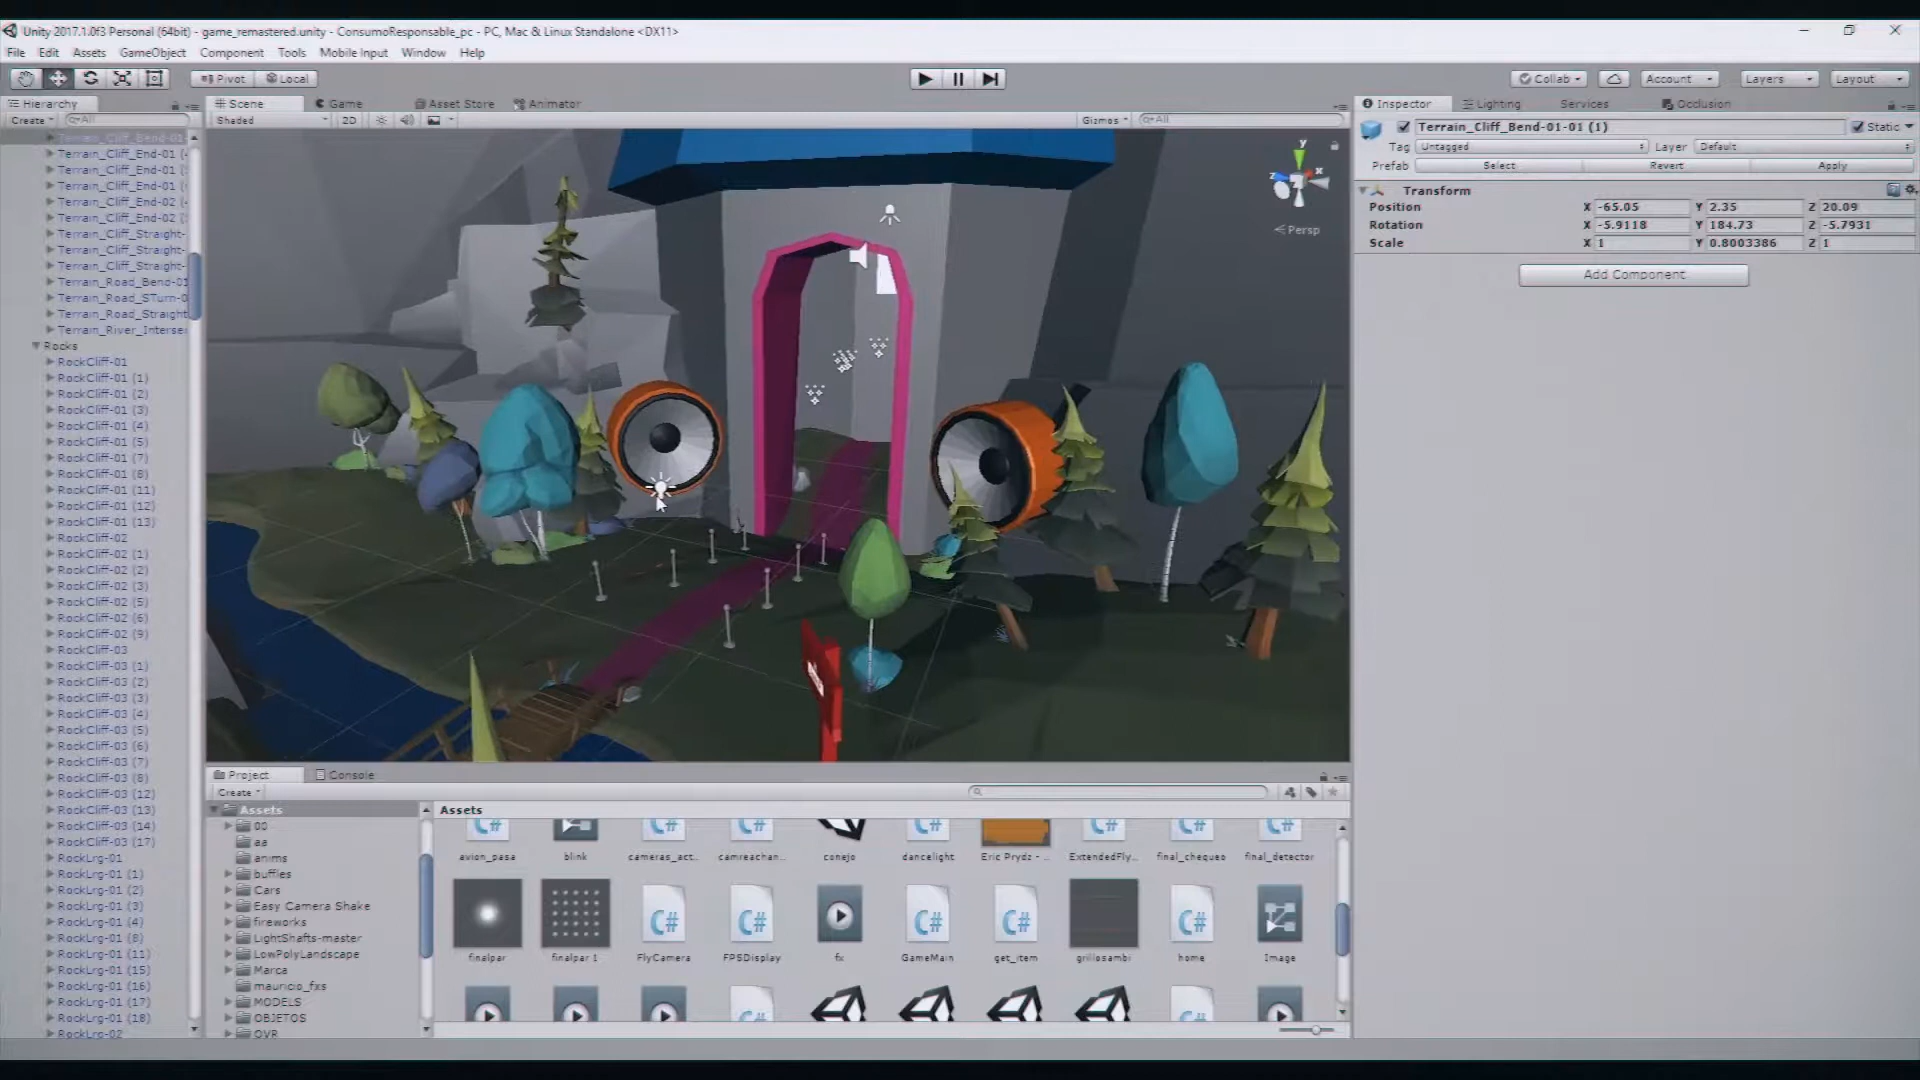 Unity 2017.1.0f3 Personal (64bit) - game_remastered.unity - ConsumoResponsable_pc - PC, Mac & Linux Standalone <DX11>
File Edit Assets GameObject Component Tools Mobile Input Window Help
Pivot Local Collab Account Layers Layout
Hierarchy
Create All
Terrain_Cliff_Bend-01
Terrain_Cliff_End-01 (
Terrain_Cliff_End-01 (
Terrain_Cliff_End-01 (
Terrain_Cliff_End-02 (
Terrain_Cliff_End-02 (
Terrain_Cliff_Straight-
Terrain_Cliff_Straight-
Terrain_Cliff_Straight-
Terrain_Road_Bend-01
Terrain_Road_STurn-0
Terrain_Road_Straight
Terrain_River_Interse
Rocks
RockCliff-01
RockCliff-01 (1)
RockCliff-01 (2)
RockCliff-01 (3)
RockCliff-01 (4)
RockCliff-01 (5)
RockCliff-01 (7)
RockCliff-01 (8)
RockCliff-01 (11)
RockCliff-01 (12)
RockCliff-01 (13)
RockCliff-02
RockCliff-02 (1)
RockCliff-02 (2)
RockCliff-02 (3)
RockCliff-02 (5)
RockCliff-02 (6)
RockCliff-02 (9)
RockCliff-03
RockCliff-03 (1)
RockCliff-03 (2)
RockCliff-03 (3)
RockCliff-03 (4)
RockCliff-03 (5)
RockCliff-03 (6)
RockCliff-03 (7)
RockCliff-03 (8)
RockCliff-03 (12)
RockCliff-03 (13)
RockCliff-03 (14)
RockCliff-03 (17)
RockLrg-01
RockLrg-01 (1)
RockLrg-01 (2)
RockLrg-01 (3)
RockLrg-01 (4)
RockLrg-01 (8)
RockLrg-01 (11)
RockLrg-01 (15)
RockLrg-01 (16)
RockLrg-01 (17)
RockLrg-01 (18)
RockLrg-02
Scene Game Asset Store Animator
Shaded 2D Gizmos All
y x z
Persp
Project Console
Create
Assets
00
aa
anims
buffles
Cars
Easy Camera Shake
fireworks
LightShafts-master
LowPolyLandscape
Marca
mauricio_fxs
MODELS
OBJETOS
OVR
Assets
C# C# C# C# C# C# C#
avion_pasa blink cameras_act.. camreachan... conejo dancelight Eric Prydz - ... ExtendedFly.. final_chequeo final_detector
C# C# C# C# C#
finalpar finalpar 1 FlyCamera FPSDisplay fx GameMain get_item grillosambi home Image
C# C#
Inspector Lighting Services Occlusion
Terrain_Cliff_Bend-01-01 (1) Static
Tag Untagged Layer Default
Prefab Select Revert Apply
Transform
Position X -65.05 Y 2.35 Z 20.09
Rotation X -5.9118 Y 184.73 Z -5.7931
Scale X 1 Y 0.8003386 Z 1
Add Component